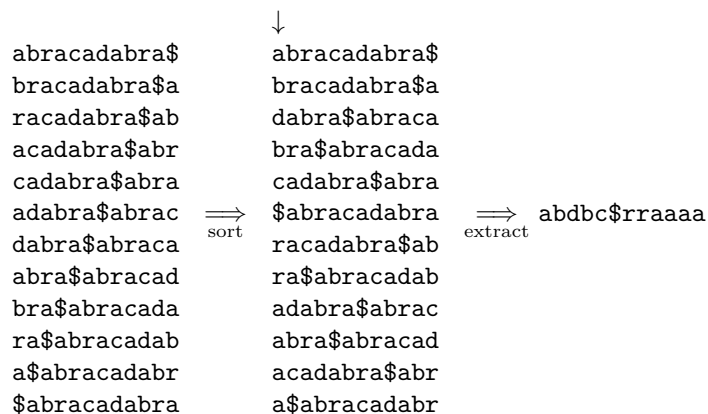 ↓
abracadabra$ abracadabra$
bracadabra$a bracadabra$a
racadabra$ab dabra$abraca
acadabra$abr bra$abracada
cadabra$abra cadabra$abra
adabra$abrac ⟹ sort $abracadabra ⟹ extract abdbc$rraaaa
dabra$abraca racadabra$ab
abra$abracad ra$abracadab
bra$abracada adabra$abrac
ra$abracadab abra$abracad
a$abracadabr acadabra$abr
$abracadabra a$abracadabr